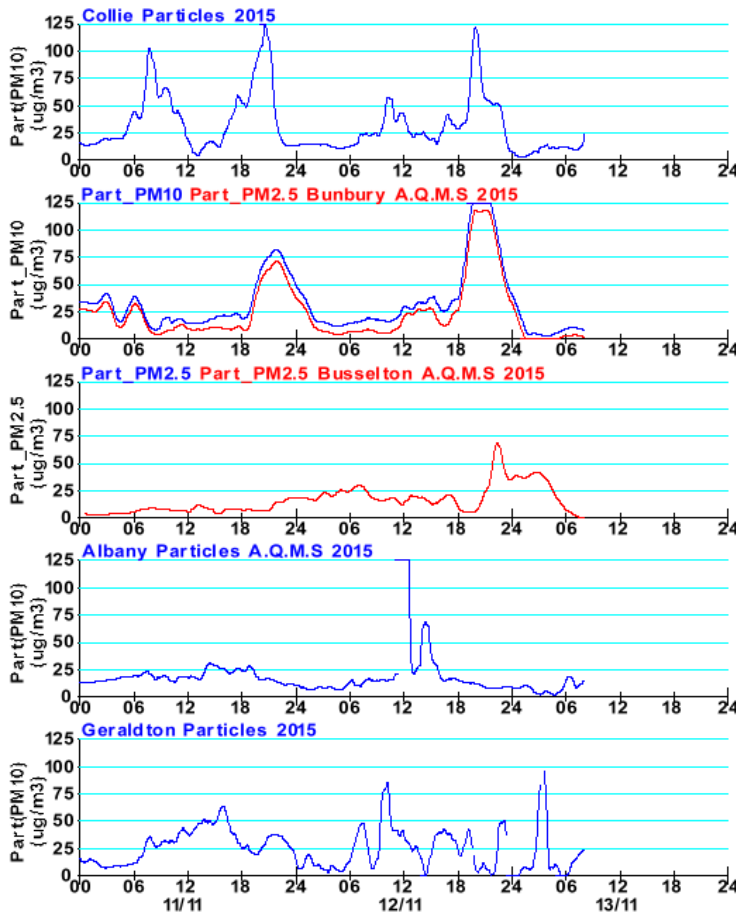 Collie Particles 2015
Part(PM10)
(ug/m3)
125
100
75
50
25
0
00 06 12 18 24 06 12 18 24 06 12 18 24
Part_PM10 Part_PM2.5 Bunbury A.Q.M.S 2015
Part_PM10
(ug/m3)
125
100
75
50
25
0
00 06 12 18 24 06 12 18 24 06 12 18 24
Part_PM2.5 Part_PM2.5 Busselton A.Q.M.S 2015
Part_PM2.5
(ug/m3)
125
100
75
50
25
0
00 06 12 18 24 06 12 18 24 06 12 18 24
Albany Particles A.Q.M.S 2015
Part(PM10)
(ug/m3)
125
100
75
50
25
0
00 06 12 18 24 06 12 18 24 06 12 18 24
Geraldton Particles 2015
Part(PM10)
(ug/m3)
125
100
75
50
25
0
00 06 12 18 24 06 12 18 24 06 12 18 24
11/11 12/11 13/11